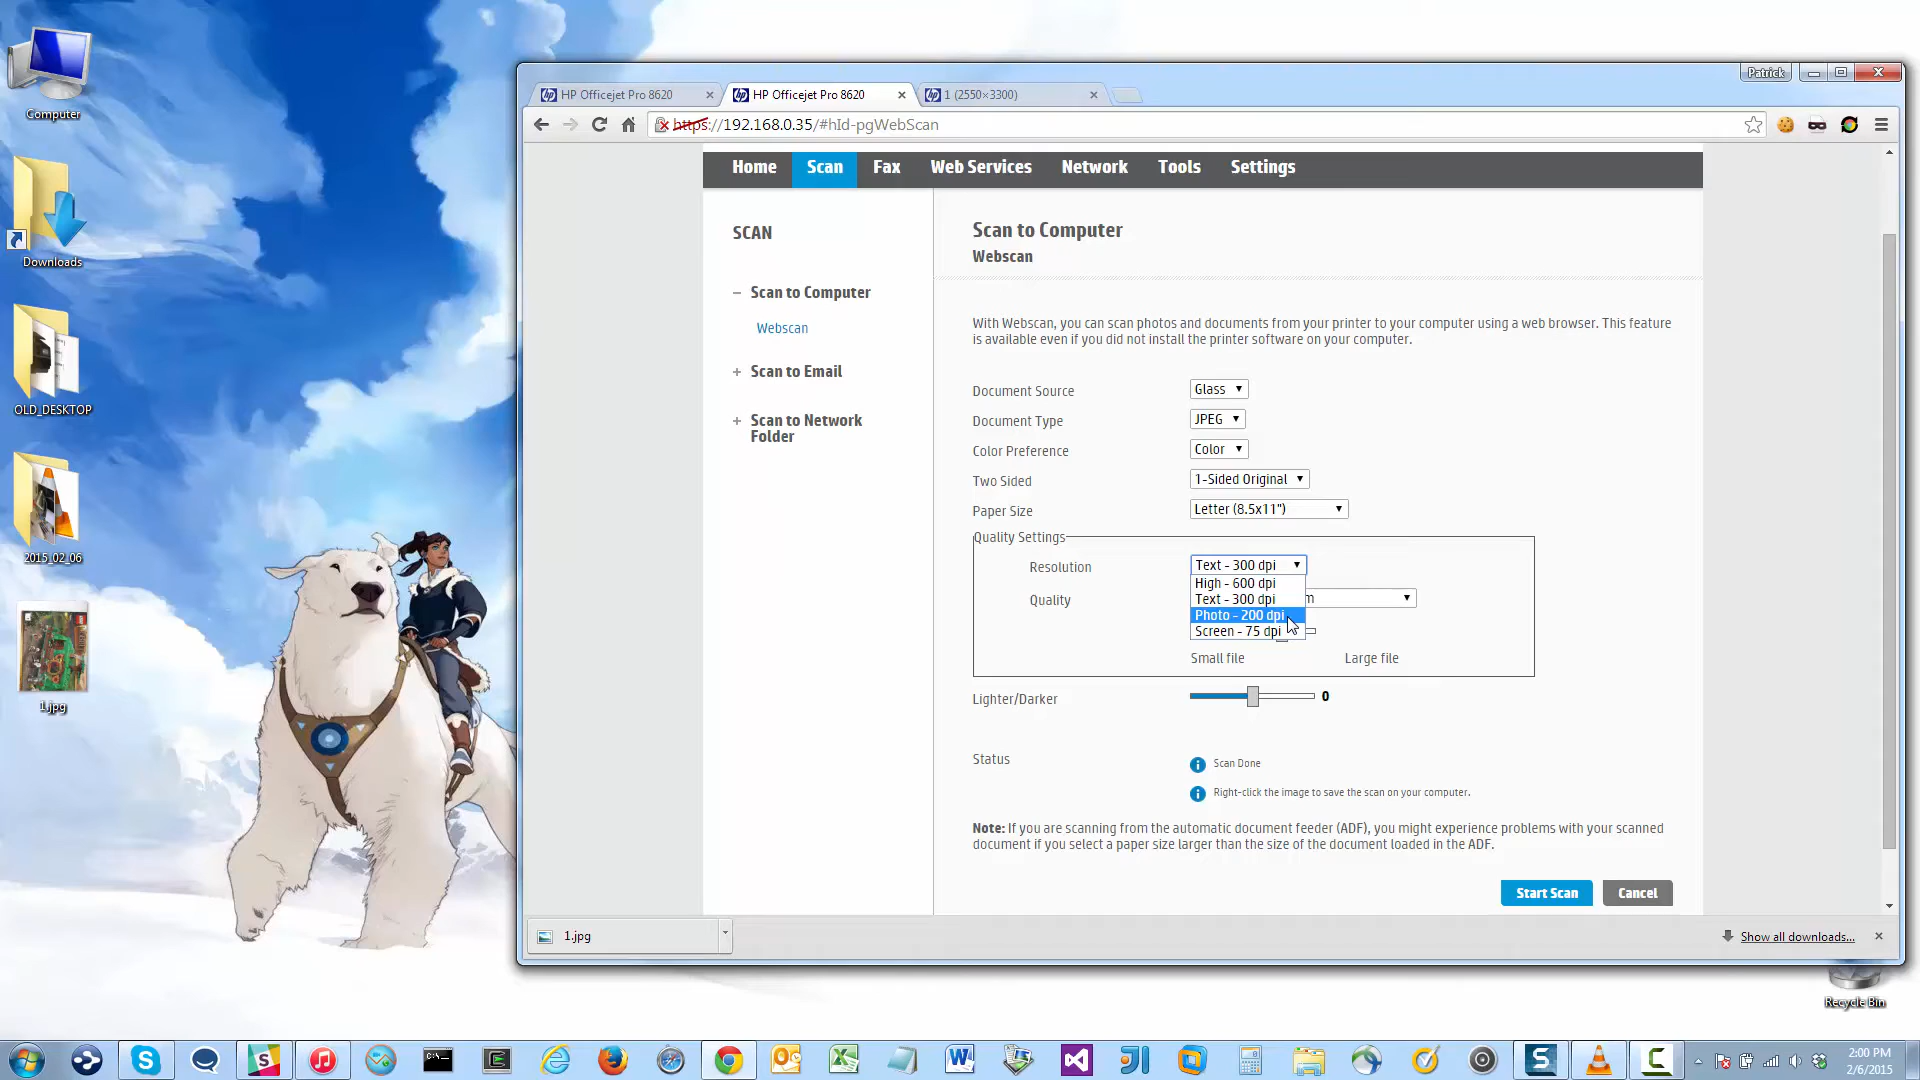 Computer
Downloads
OLD_DESKTOP
2015_02_06
1.jpg
Patrick
HP Officejet Pro 8620
HP Officejet Pro 8620
1 (2550×3300)
https://192.168.0.35/#hId-pgWebScan
Home Scan Fax Web Services Network Tools Settings
SCAN
− Scan to Computer
Webscan
+ Scan to Email
+ Scan to Network
Folder
Scan to Computer
Webscan
With Webscan, you can scan photos and documents from your printer to your computer using a web browser. This feature
is available even if you did not install the printer software on your computer.
Document Source Glass
Document Type JPEG
Color Preference Color
Two Sided 1-Sided Original
Paper Size Letter (8.5x11")
Quality Settings
Resolution Text - 300 dpi
High - 600 dpi
Text - 300 dpi
Photo - 200 dpi
Screen - 75 dpi
Quality
Small file Large file
Lighter/Darker 0
Status Scan Done
Right-click the image to save the scan on your computer.
Note: If you are scanning from the automatic document feeder (ADF), you might experience problems with your scanned
document if you select a paper size larger than the size of the document loaded in the ADF.
Start Scan Cancel
1.jpg
Show all downloads...
Recycle Bin
2:00 PM
2/6/2015